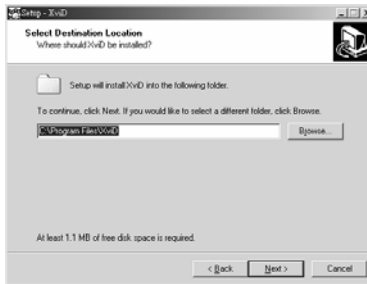 Setup - XviD
Select Destination Location
Where should XviD be installed?
Setup will install XviD into the following folder.
To continue, click Next. If you would like to select a different folder, click Browse.
C:\Program Files\XviD
Browse...
At least 1.1 MB of free disk space is required.
< Back
Next >
Cancel